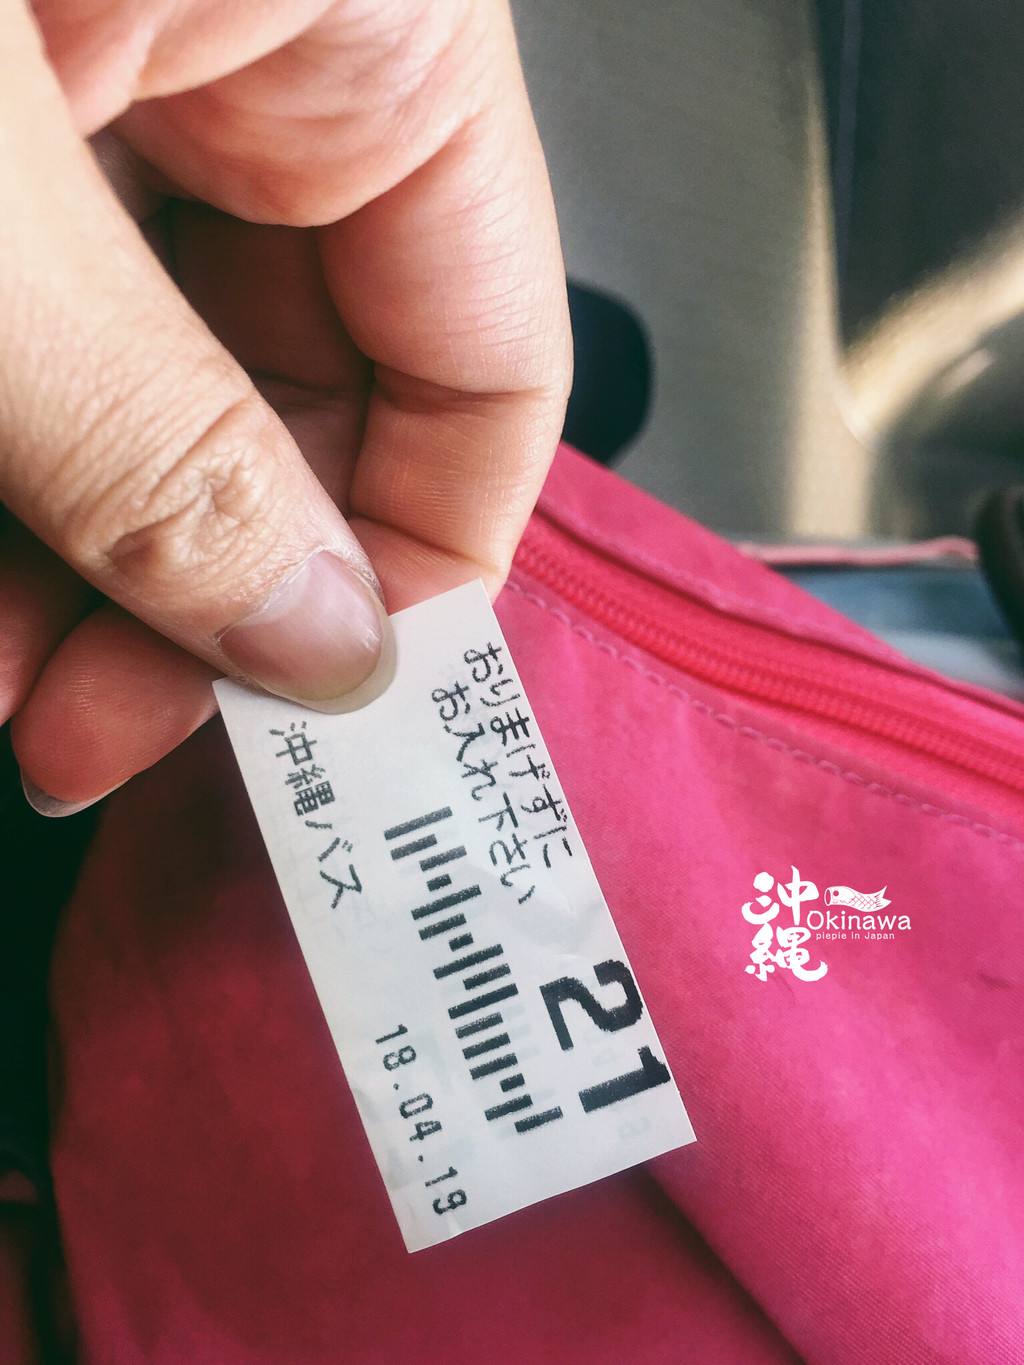 おりまげずに
お入れ下さい
21
沖縄バス
18.04.19
沖縄
Okinawa
piepie in Japan